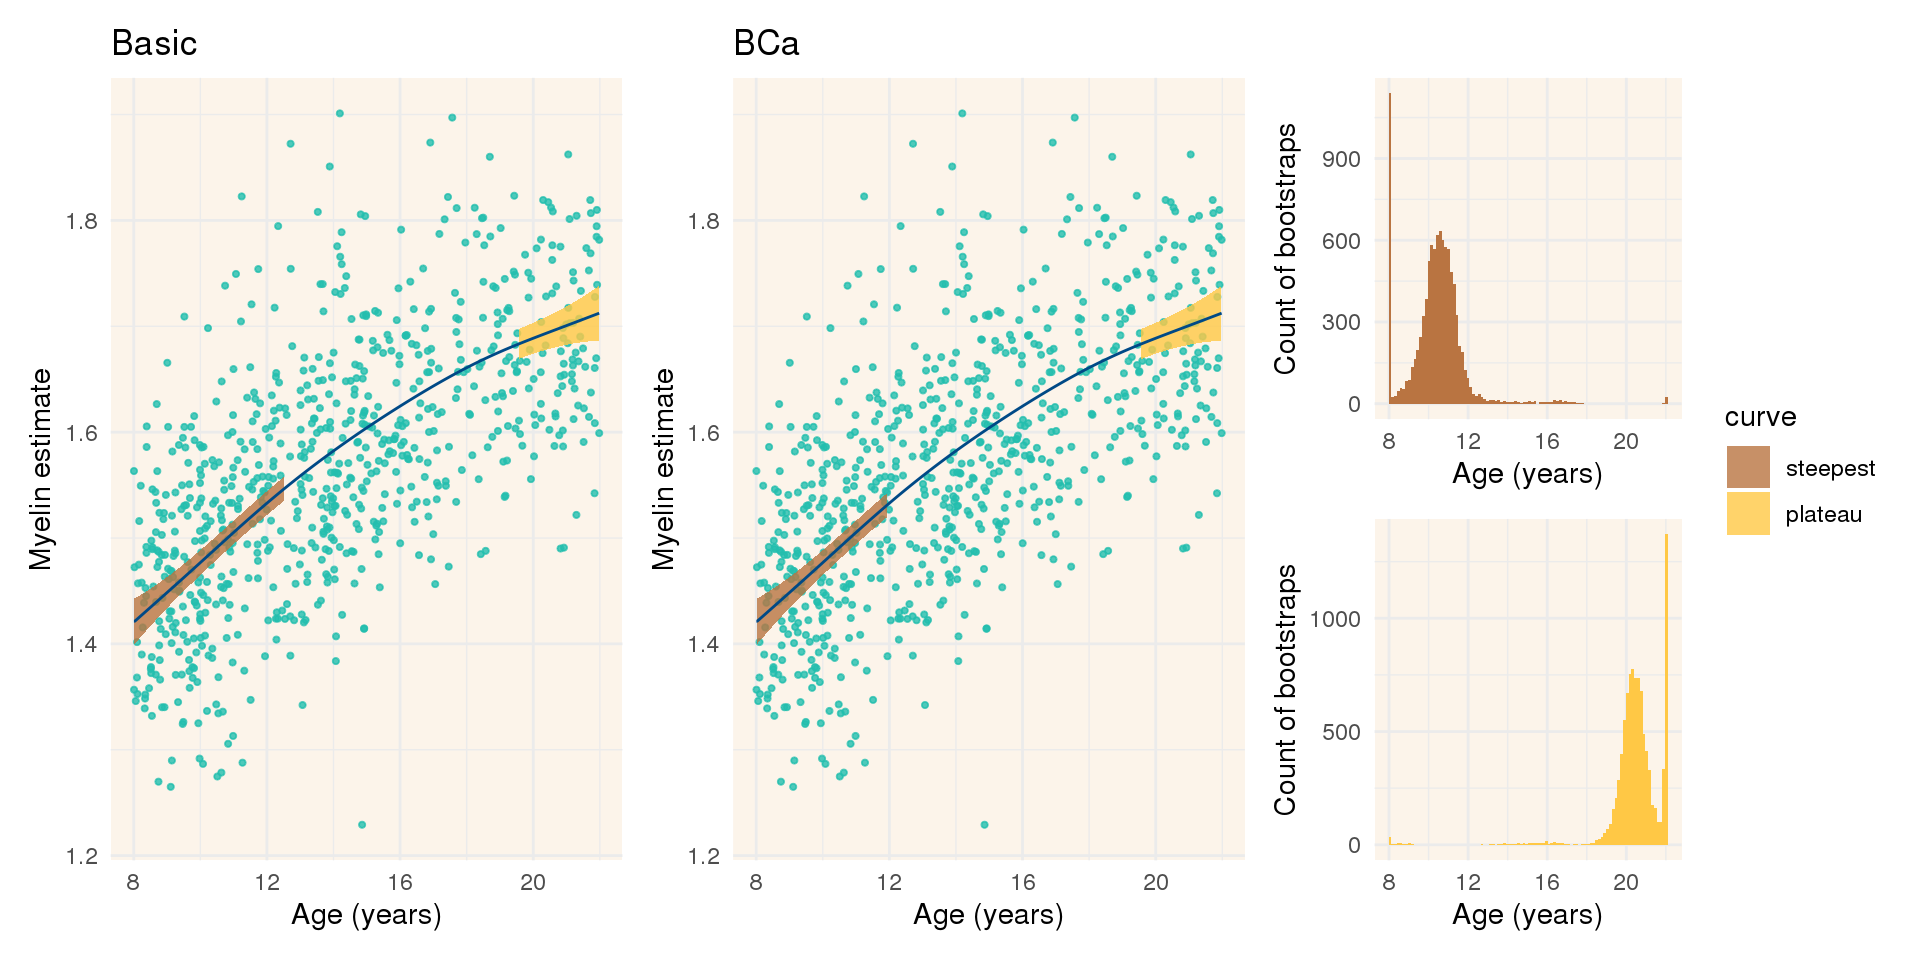 Basic
Myelin estimate
1.8
1.6
1.4
1.2
8 12 16 20
Age (years)
BCa
Myelin estimate
1.8
1.6
1.4
1.2
8 12 16 20
Age (years)
Count of bootstraps
900
600
300
0
8 12 16 20
Age (years)
Count of bootstraps
1000
500
0
8 12 16 20
Age (years)
curve
steepest
plateau